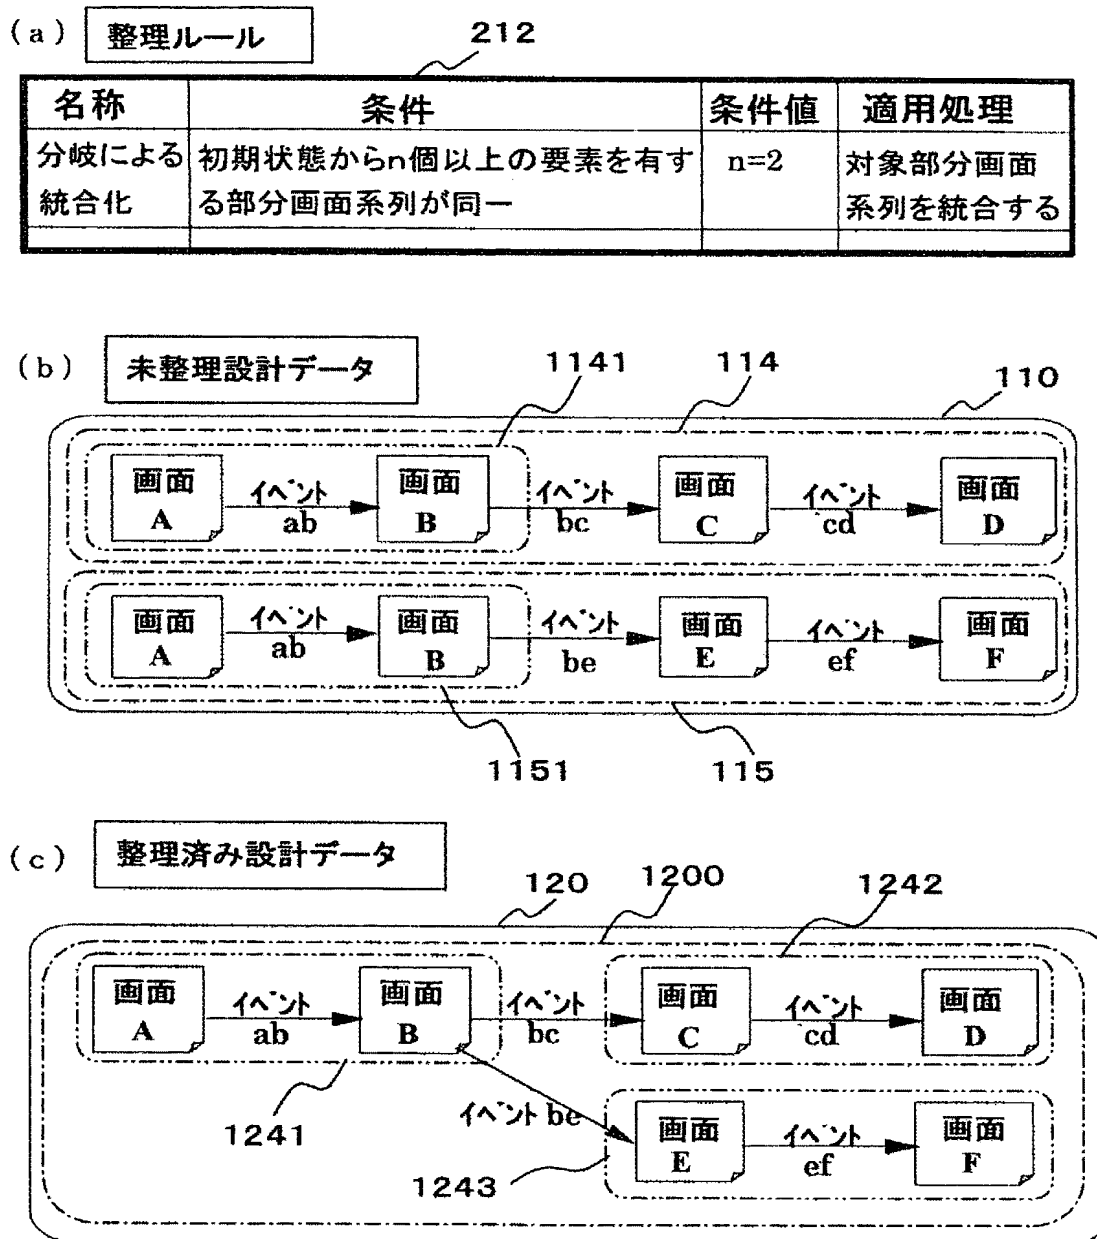 (a) 整理ルール
212
名称 条件 条件値 適用処理
分岐による 初期状態からn個以上の要素を有す n=2 対象部分画面
統合化 る部分画面系列が同一 系列を統合する
(b) 未整理設計データ
1141 114 110
画面 イベント 画面 イベント 画面 イベント 画面
A ab B bc C cd D
画面 イベント 画面 イベント 画面 イベント 画面
A ab B be E ef F
1151 115
(c) 整理済み設計データ
120 1200 1242
画面 イベント 画面 イベント 画面 イベント 画面
A ab B bc C cd D
イベント be
1241
画面 イベント 画面
E ef F
1243